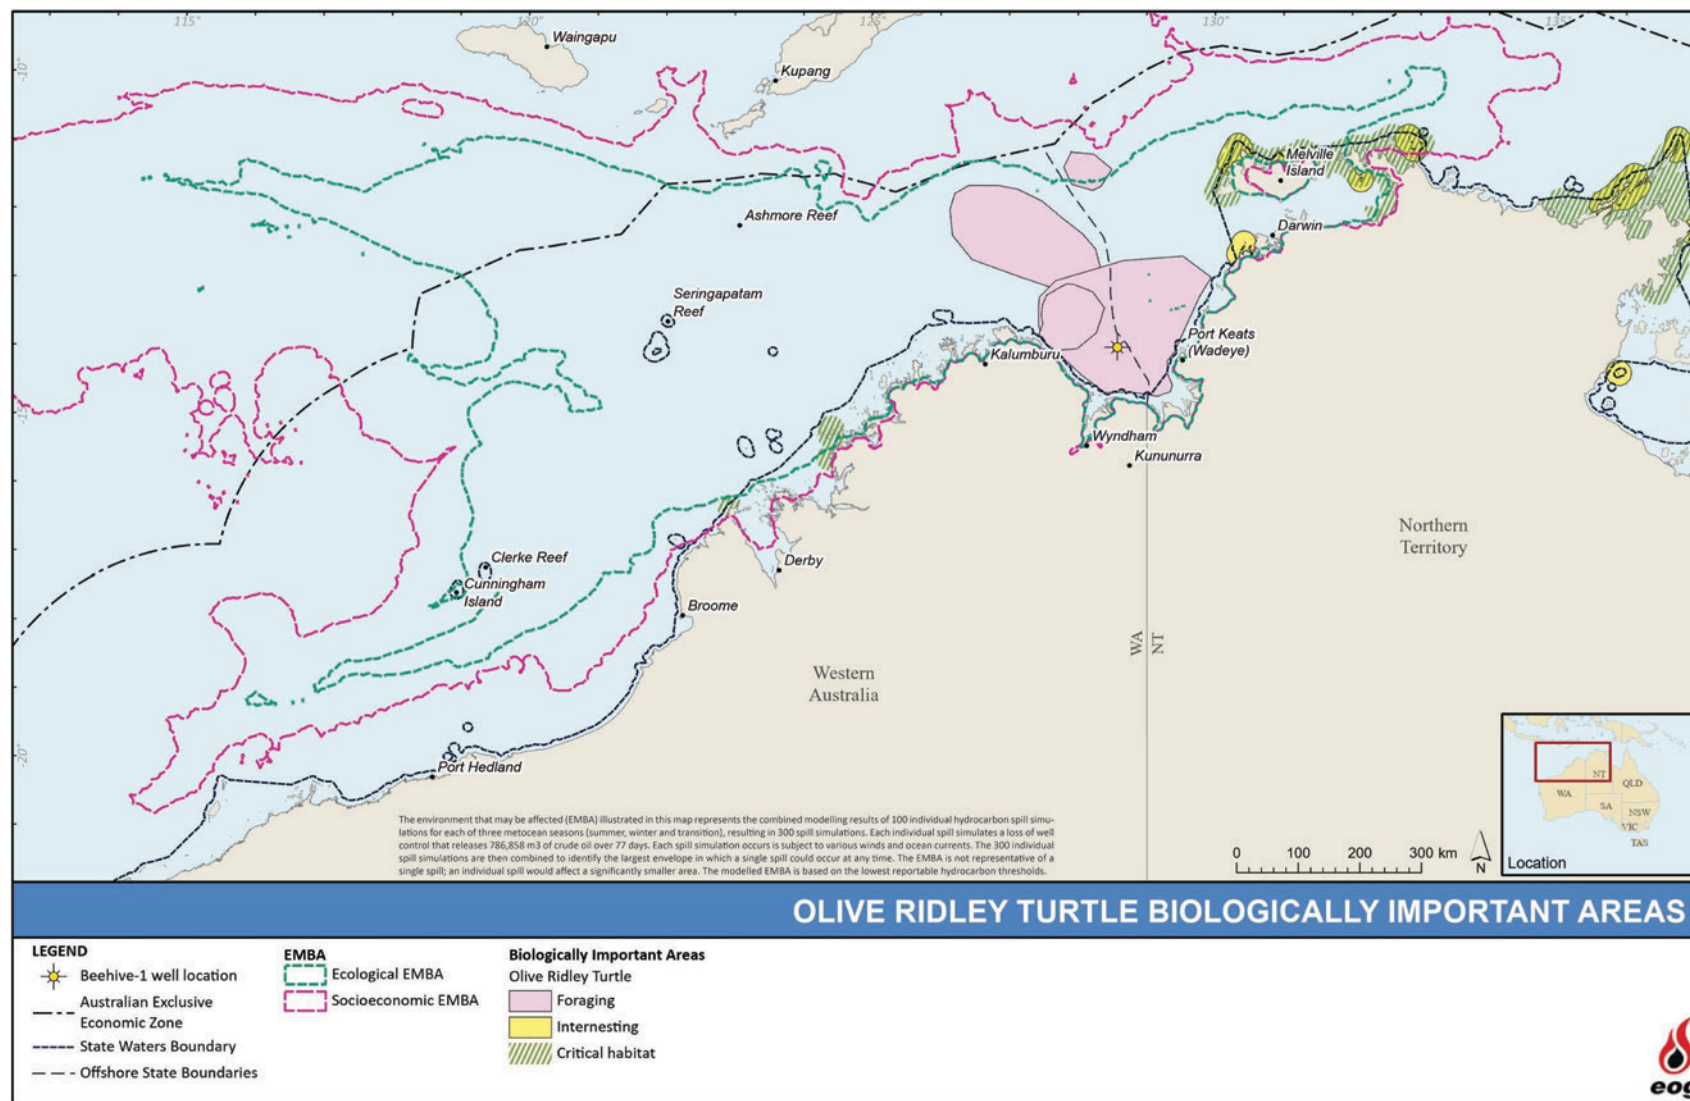 115°
120°
125°
130°
135°
-10°
-15°
-20°
Waingapu
Kupang
Melville
Island
Ashmore Reef
Darwin
Seringapatam
Reef
Port Keats
(Wadeye)
Kalumburu
Wyndham
Kununurra
Northern
Territory
Clerke Reef
Cunningham
Island
Derby
Broome
WA
NT
Western
Australia
Port Hedland
The environment that may be affected (EMBA) illustrated in this map represents the combined modelling results of 100 individual hydrocarbon spill simu-
lations for each of three metocean seasons (summer, winter and transition), resulting in 300 spill simulations. Each individual spill simulates a loss of well
control that releases 786,858 m3 of crude oil over 77 days. Each spill simulation occurs is subject to various winds and ocean currents. The 300 individual
spill simulations are then combined to identify the largest envelope in which a single spill could occur at any time. The EMBA is not representative of a
single spill; an individual spill would affect a significantly smaller area. The modelled EMBA is based on the lowest reportable hydrocarbon thresholds.
0 100 200 300 km
N
WA
NT
SA
QLD
NSW
VIC
TAS
Location
OLIVE RIDLEY TURTLE BIOLOGICALLY IMPORTANT AREAS
LEGEND
Beehive-1 well location
Australian Exclusive
Economic Zone
State Waters Boundary
Offshore State Boundaries
EMBA
Ecological EMBA
Socioeconomic EMBA
Biologically Important Areas
Olive Ridley Turtle
Foraging
Internesting
Critical habitat
eog